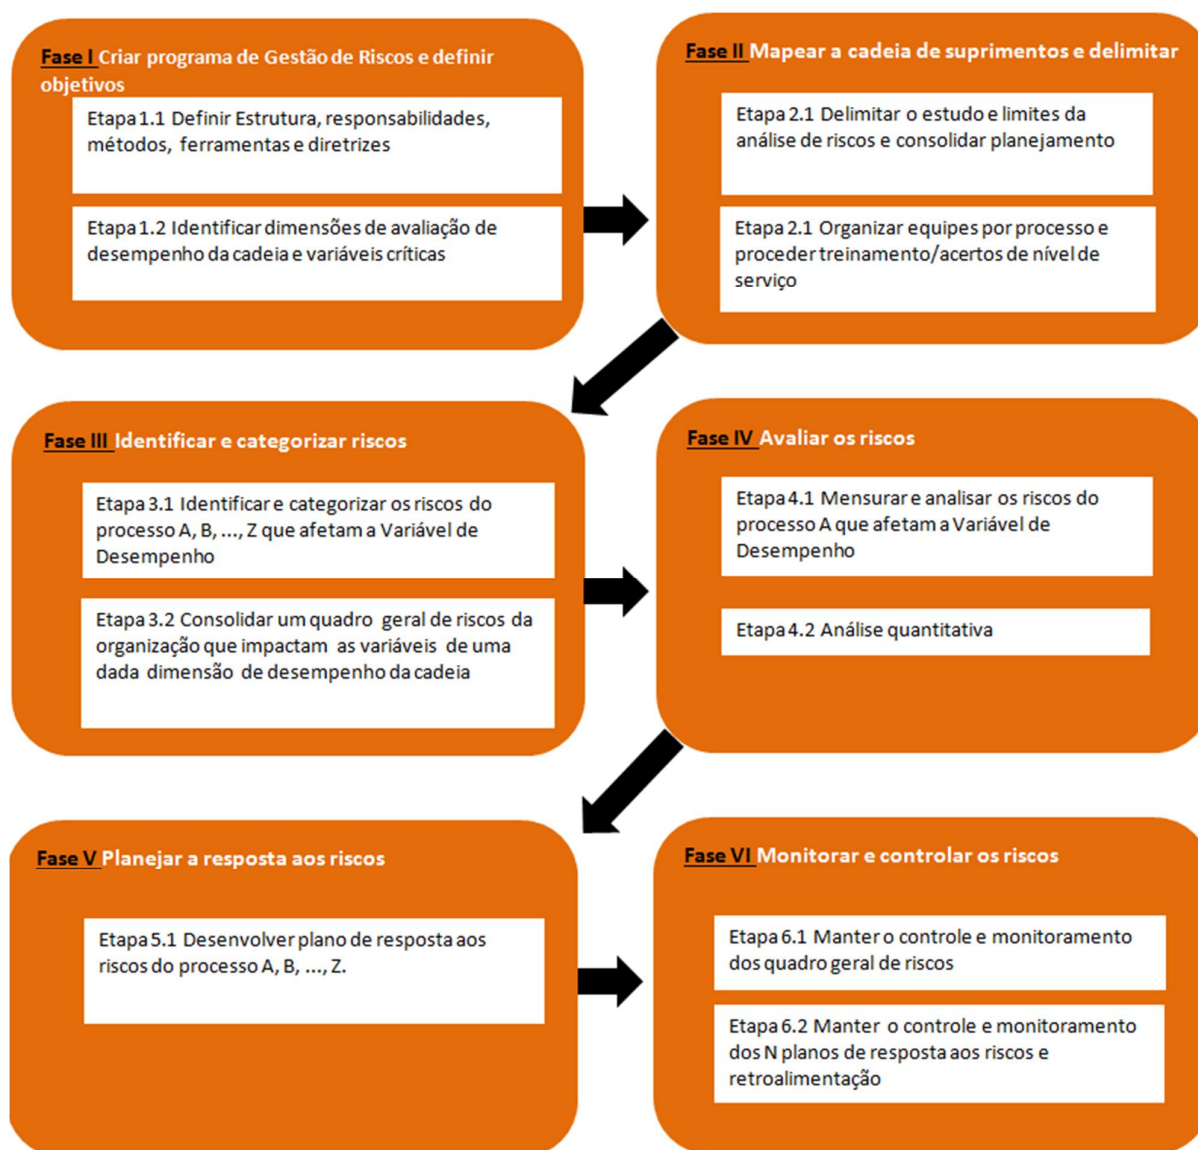 Fase I Criar programa de Gestão de Riscos e definir
objetivos
Etapa 1.1 Definir Estrutura, responsabilidades,
métodos, ferramentas e diretrizes
Etapa 1.2 Identificar dimensões de avaliação de
desempenho da cadeia e variáveis críticas
Fase II Mapear a cadeia de suprimentos e delimitar
Etapa 2.1 Delimitar o estudo e limites da
análise de riscos e consolidar planejamento
Etapa 2.1 Organizar equipes por processo e
proceder treinamento/acertos de nível de
serviço
Fase III Identificar e categorizar riscos
Etapa 3.1 Identificar e categorizar os riscos do
processo A, B, ..., Z que afetam a Variável de
Desempenho
Etapa 3.2 Consolidar um quadro geral de riscos da
organização que impactam as variáveis de uma
dada dimensão de desempenho da cadeia
Fase IV Avaliar os riscos
Etapa 4.1 Mensurar e analisar os riscos do
processo A que afetam a Variável de
Desempenho
Etapa 4.2 Análise quantitativa
Fase V Planejar a resposta aos riscos
Etapa 5.1 Desenvolver plano de resposta aos
riscos do processo A, B, ..., Z.
Fase VI Monitorar e controlar os riscos
Etapa 6.1 Manter o controle e monitoramento
dos quadro geral de riscos
Etapa 6.2 Manter o controle e monitoramento
dos N planos de resposta aos riscos e
retroalimentação